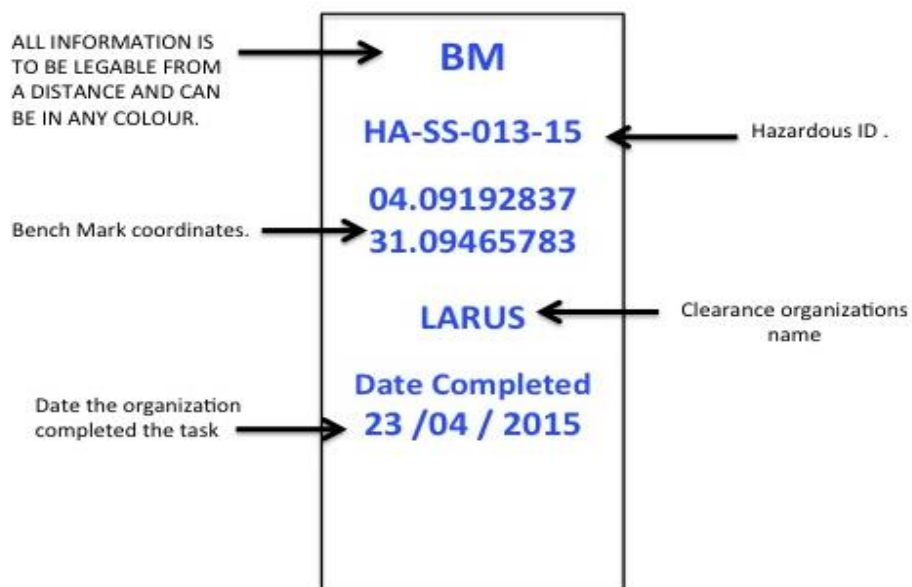 ALL INFORMATION IS
TO BE LEGABLE FROM
A DISTANCE AND CAN
BE IN ANY COLOUR.
BM
HA-SS-013-15
Hazardous ID .
04.09192837
31.09465783
Bench Mark coordinates.
LARUS
Clearance organizations
name
Date Completed
23 /04 / 2015
Date the organization
completed the task